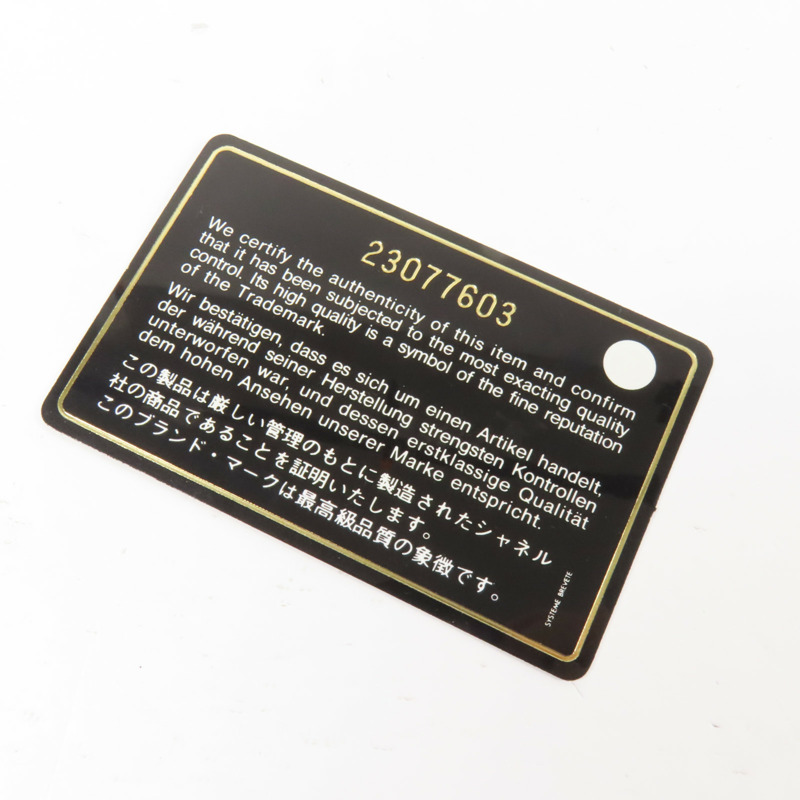 23077603
We certify the authenticity of this item and confirm
that it has been subjected to the most exacting quality
control. Its high quality is a symbol of the fine reputation
of the Trademark.
Wir bestätigen, dass es sich um einen Artikel handelt,
der während seiner Herstellung strengsten Kontrollen
unterworfen war, und dessen erstklassige Qualität
dem hohen Ansehen unserer Marke entspricht.
この製品は厳しい管理のもとに製造されたシャネル
社の商品であることを証明いたします。
このブランド・マークは最高級品質の象徴です。
SYSTEME BREVETE